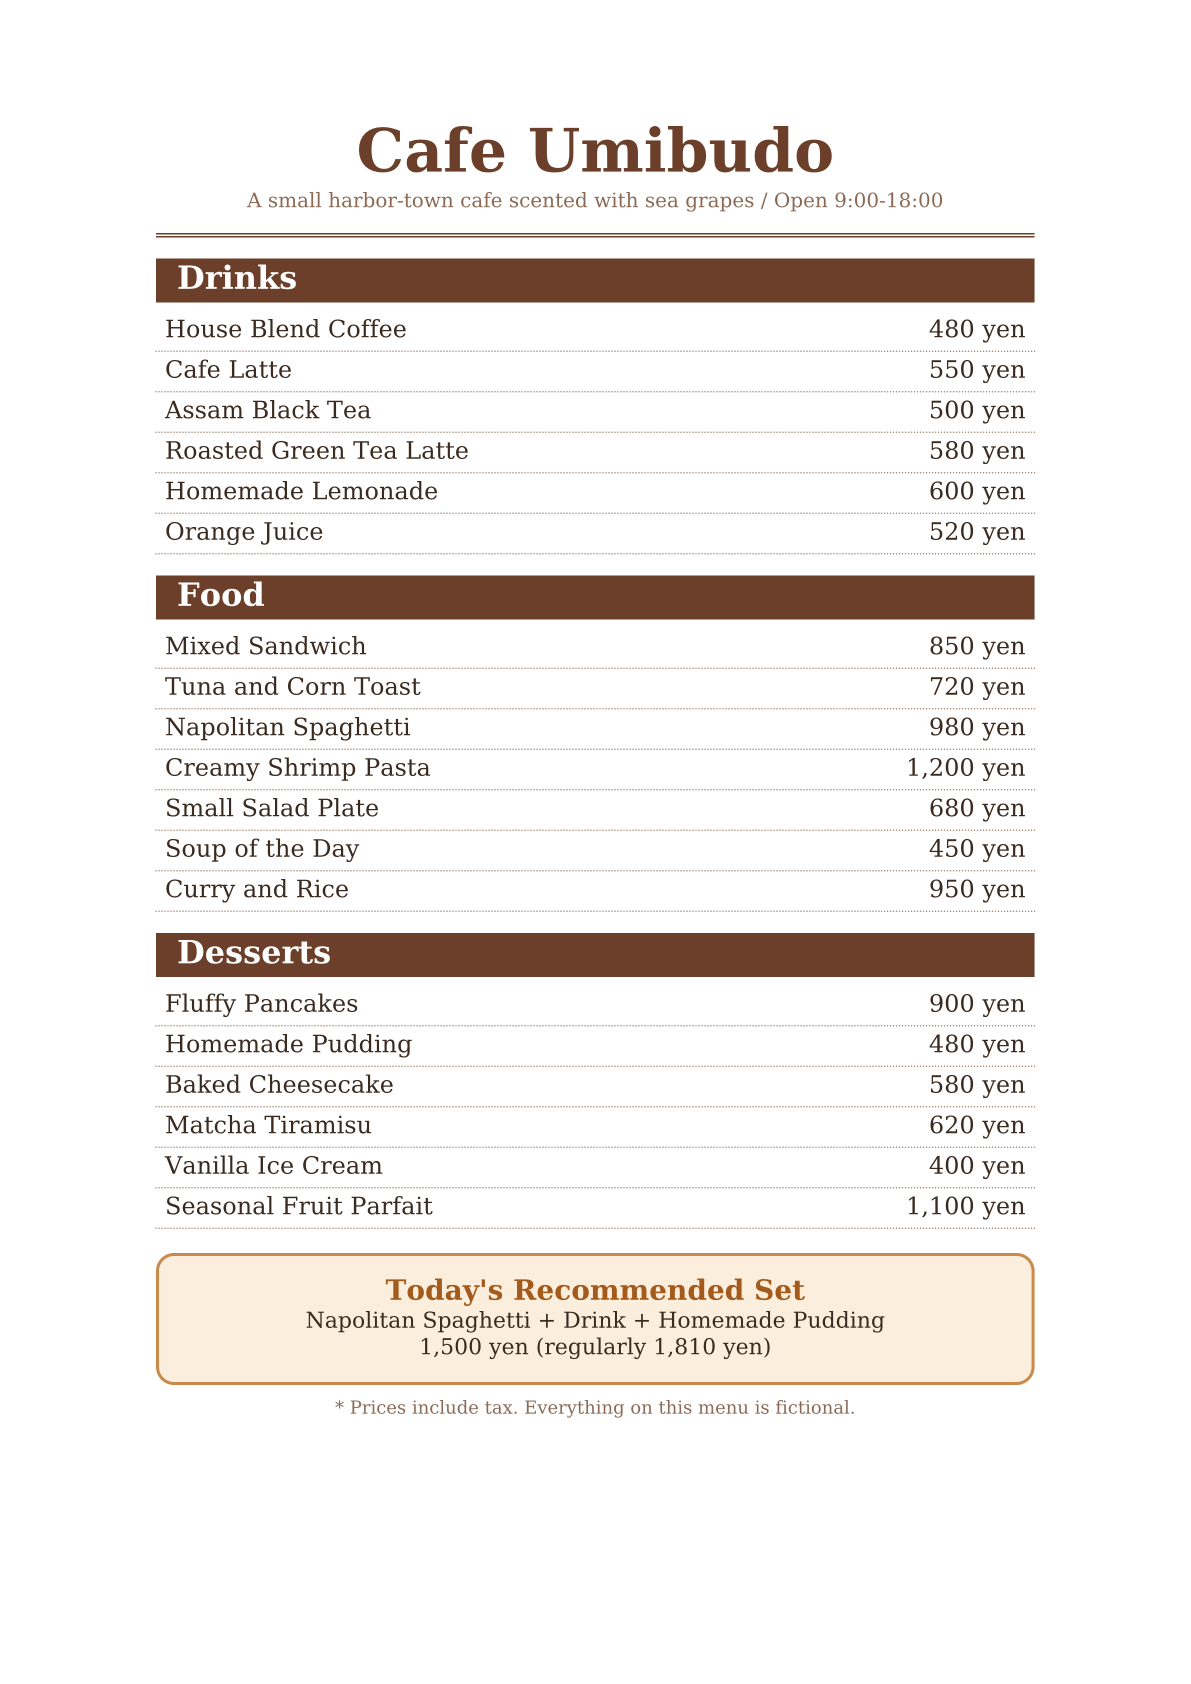 Cafe Umibudo
A small harbor-town cafe scented with sea grapes / Open 9:00-18:00
Drinks
House Blend Coffee 480 yen
Cafe Latte 550 yen
Assam Black Tea 500 yen
Roasted Green Tea Latte 580 yen
Homemade Lemonade 600 yen
Orange Juice 520 yen
Food
Mixed Sandwich 850 yen
Tuna and Corn Toast 720 yen
Napolitan Spaghetti 980 yen
Creamy Shrimp Pasta 1,200 yen
Small Salad Plate 680 yen
Soup of the Day 450 yen
Curry and Rice 950 yen
Desserts
Fluffy Pancakes 900 yen
Homemade Pudding 480 yen
Baked Cheesecake 580 yen
Matcha Tiramisu 620 yen
Vanilla Ice Cream 400 yen
Seasonal Fruit Parfait 1,100 yen
Today's Recommended Set
Napolitan Spaghetti + Drink + Homemade Pudding
1,500 yen (regularly 1,810 yen)
* Prices include tax. Everything on this menu is fictional.